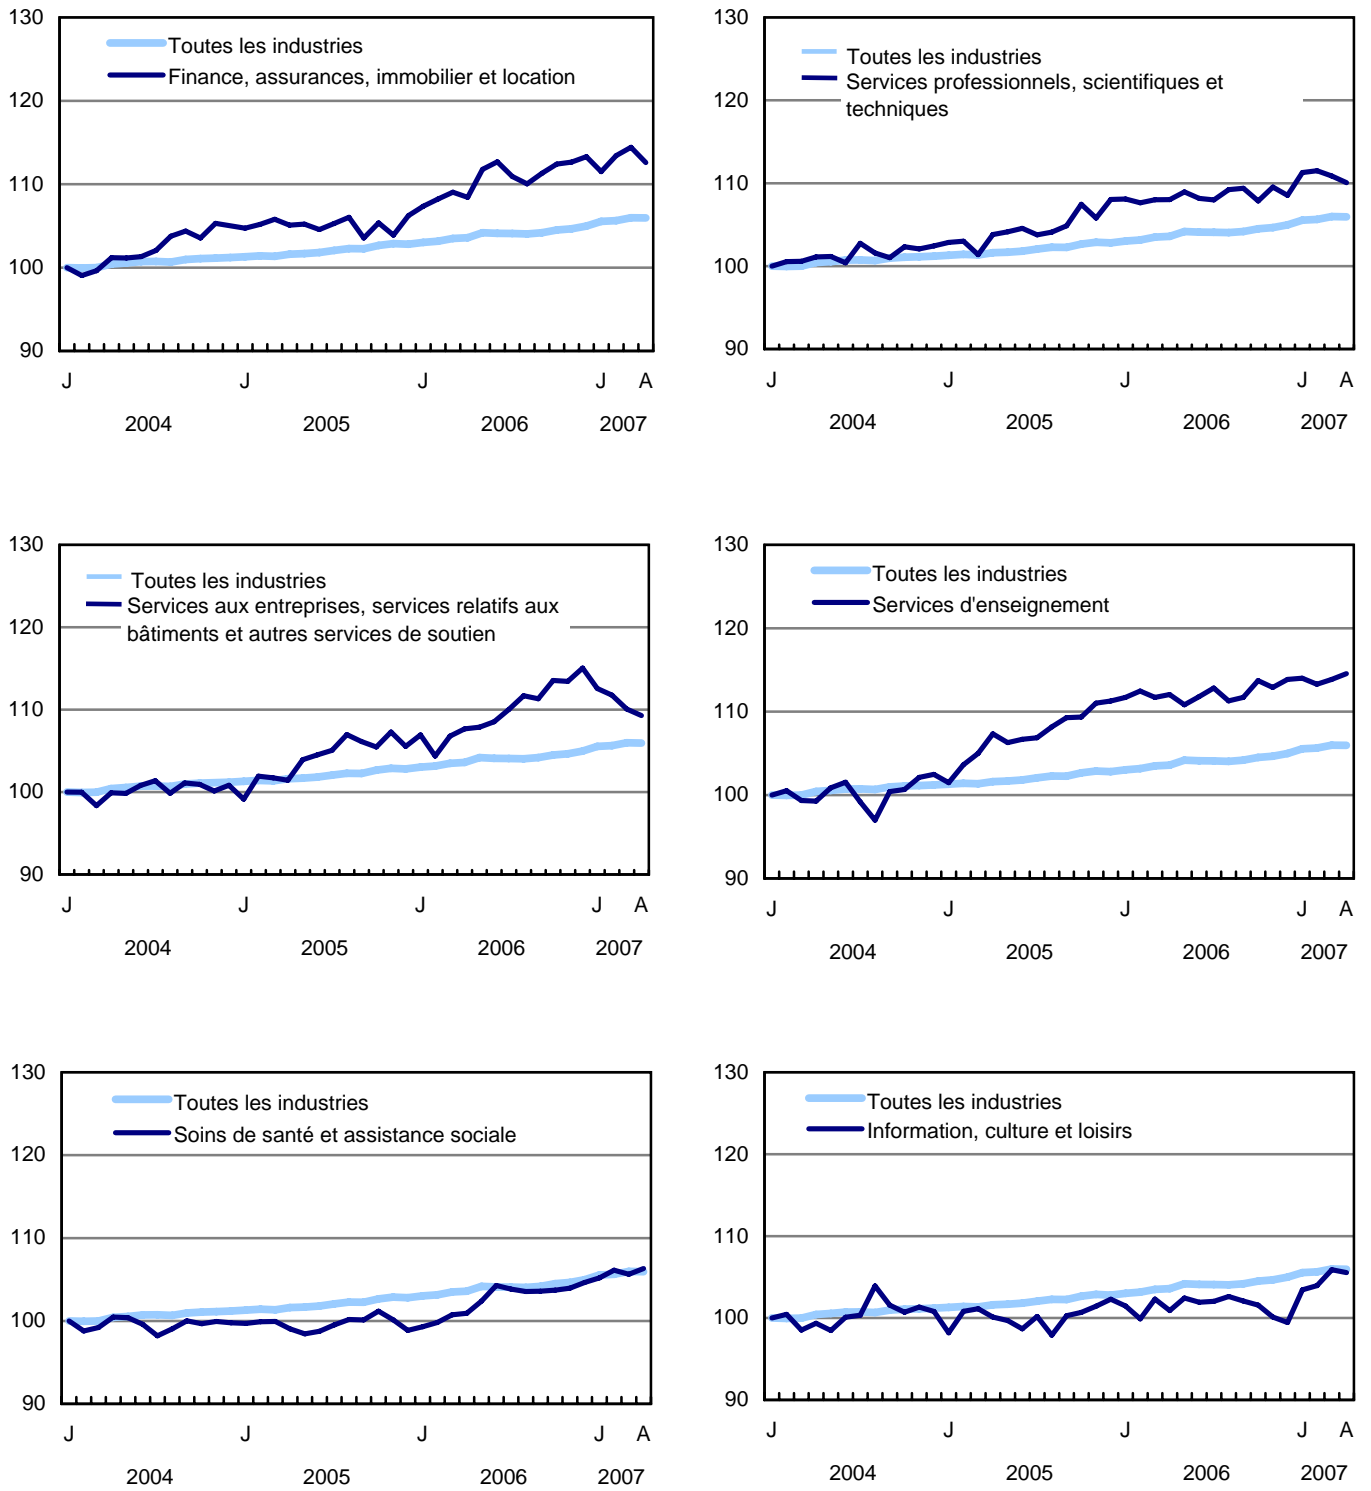 130
Toutes les industries
Finance, assurances, immobilier et location
120
110
100
90
J J J J A
2004 2005 2006 2007
130
Toutes les industries
Services professionnels, scientifiques et
techniques
120
110
100
90
J J J J A
2004 2005 2006 2007
130
Toutes les industries
Services aux entreprises, services relatifs aux
bâtiments et autres services de soutien
120
110
100
90
J J J J A
2004 2005 2006 2007
130
Toutes les industries
Services d'enseignement
120
110
100
90
J J J J A
2004 2005 2006 2007
130
Toutes les industries
Soins de santé et assistance sociale
120
110
100
90
J J J J A
2004 2005 2006 2007
130
Toutes les industries
Information, culture et loisirs
120
110
100
90
J J J J A
2004 2005 2006 2007